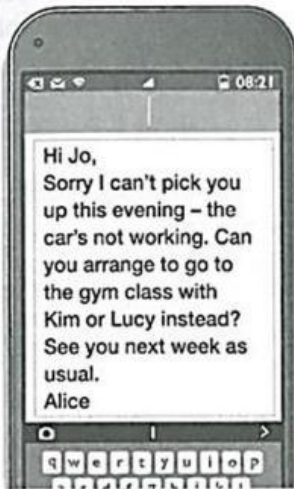 08:21
Hi Jo,
Sorry I can't pick you
up this evening – the
car's not working. Can
you arrange to go to
the gym class with
Kim or Lucy instead?
See you next week as
usual.
Alice
q w e r t y u i o p